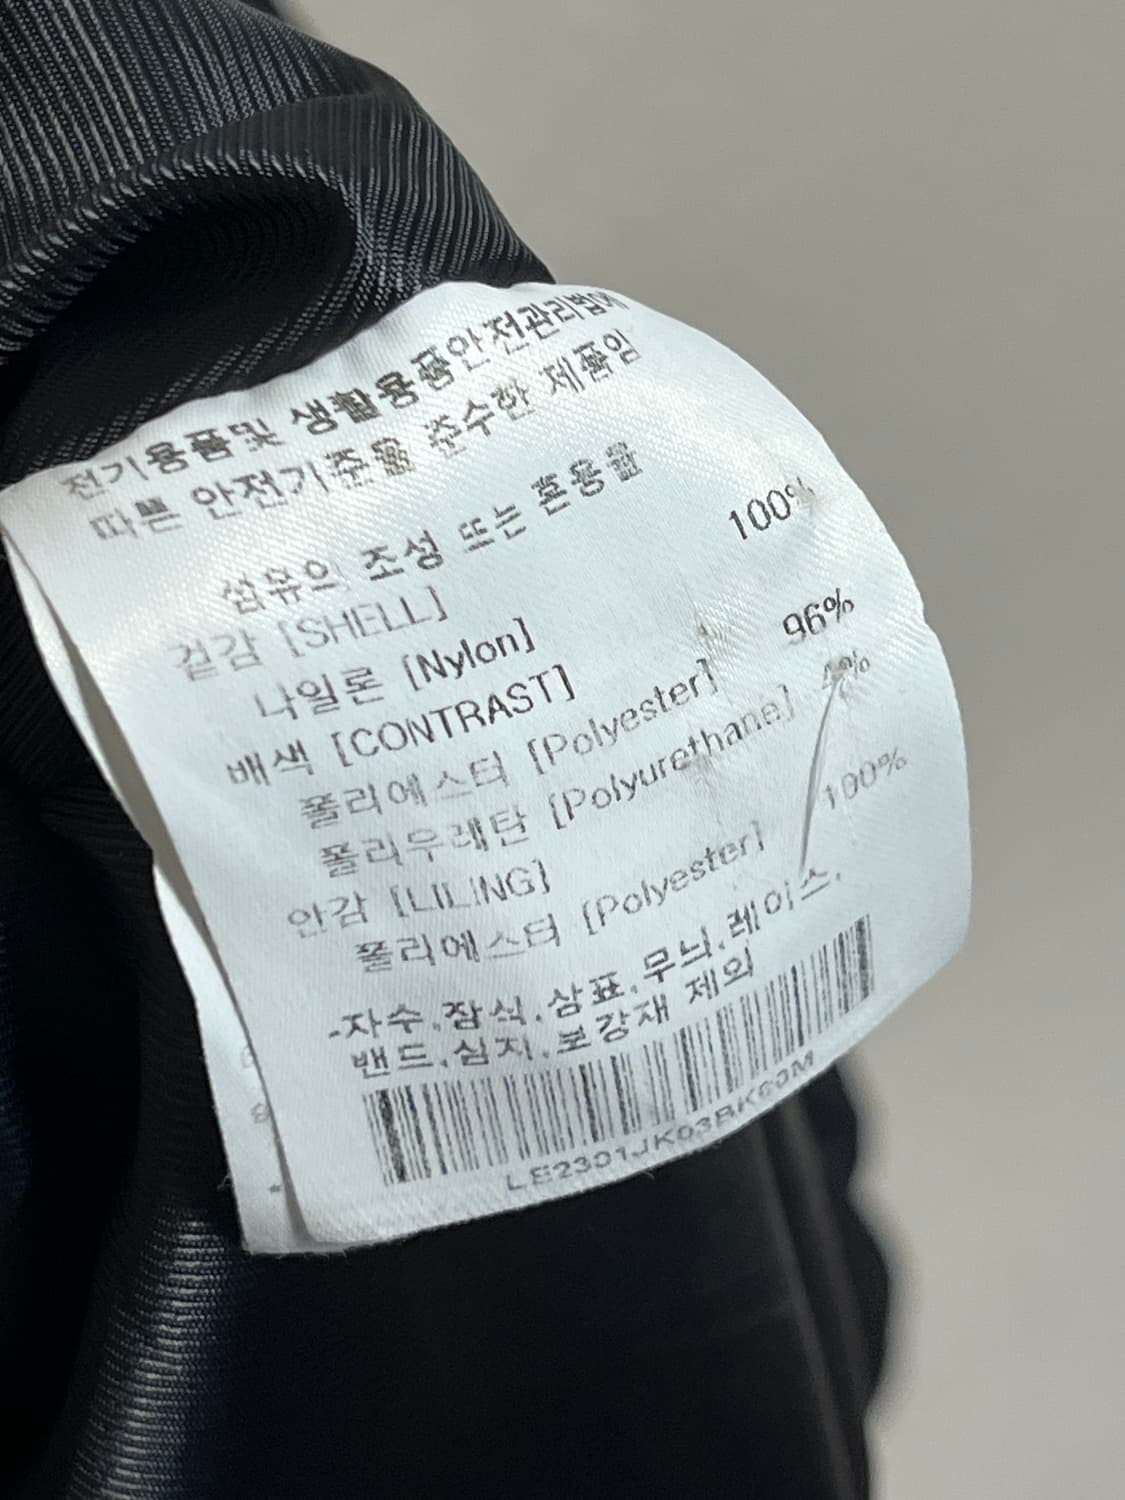 전기용품및 생활용품안전관리법에
따른 안전기준을 준수한 제품임
섬유의 조성 또는 혼용율
겉감 [SHELL]
나일론 [Nylon] 100%
배색 [CONTRAST]
폴리에스터 [Polyester] 96%
폴리우레탄 [Polyurethane] 4%
안감 [LILING]
폴리에스터 [Polyester] 100%
-자수.장식.상표.무늬.레이스.
밴드.심지.보강재 제외
LE2301JK03BK00M